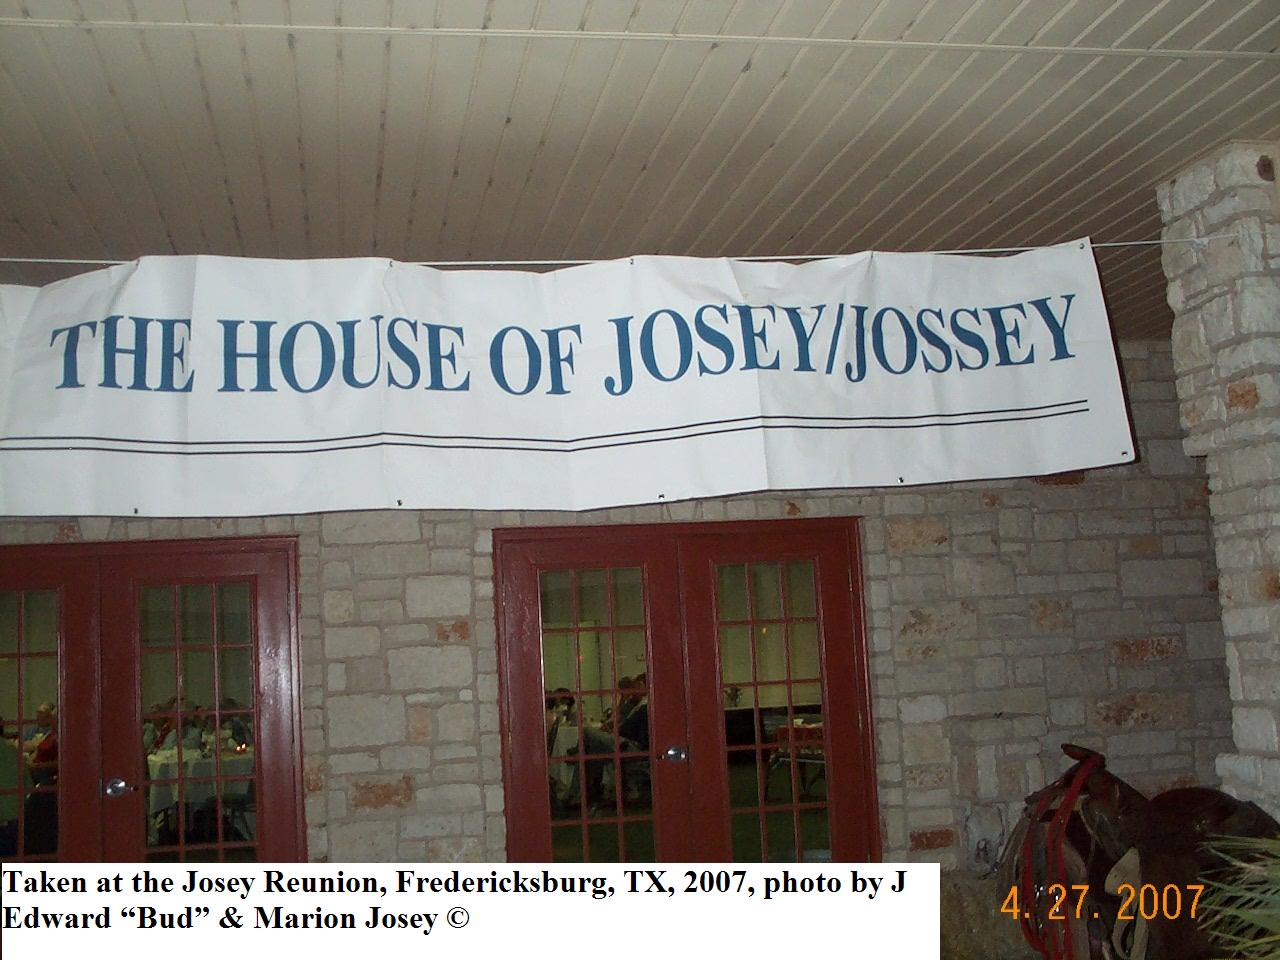 THE HOUSE OF JOSEY/JOSSEY
Taken at the Josey Reunion, Fredericksburg, TX, 2007, photo by J
Edward “Bud” & Marion Josey ©
4. 27. 2007